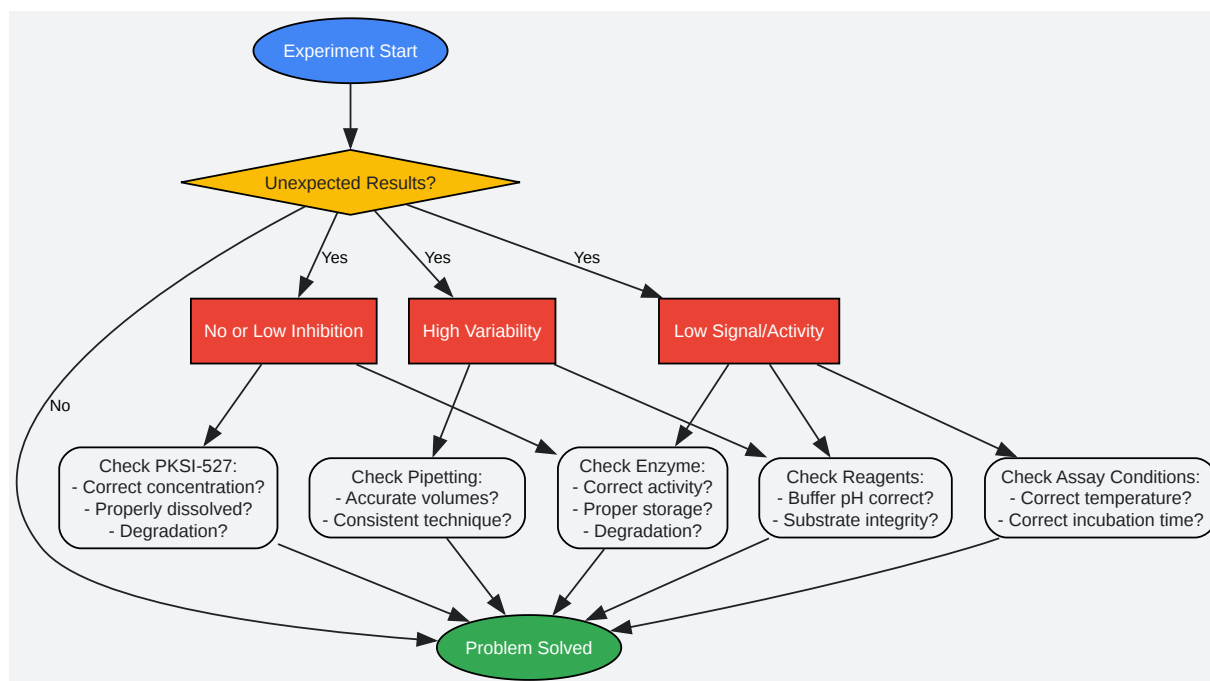 Experiment Start
Unexpected Results?
Yes
Yes
Yes
No or Low Inhibition
High Variability
Low Signal/Activity
No
Check PKSI-527:
- Correct concentration?
- Properly dissolved?
- Degradation?
Check Pipetting:
- Accurate volumes?
- Consistent technique?
Check Enzyme:
- Correct activity?
- Proper storage?
- Degradation?
Check Reagents:
- Buffer pH correct?
- Substrate integrity?
Check Assay Conditions:
- Correct temperature?
- Correct incubation time?
Problem Solved